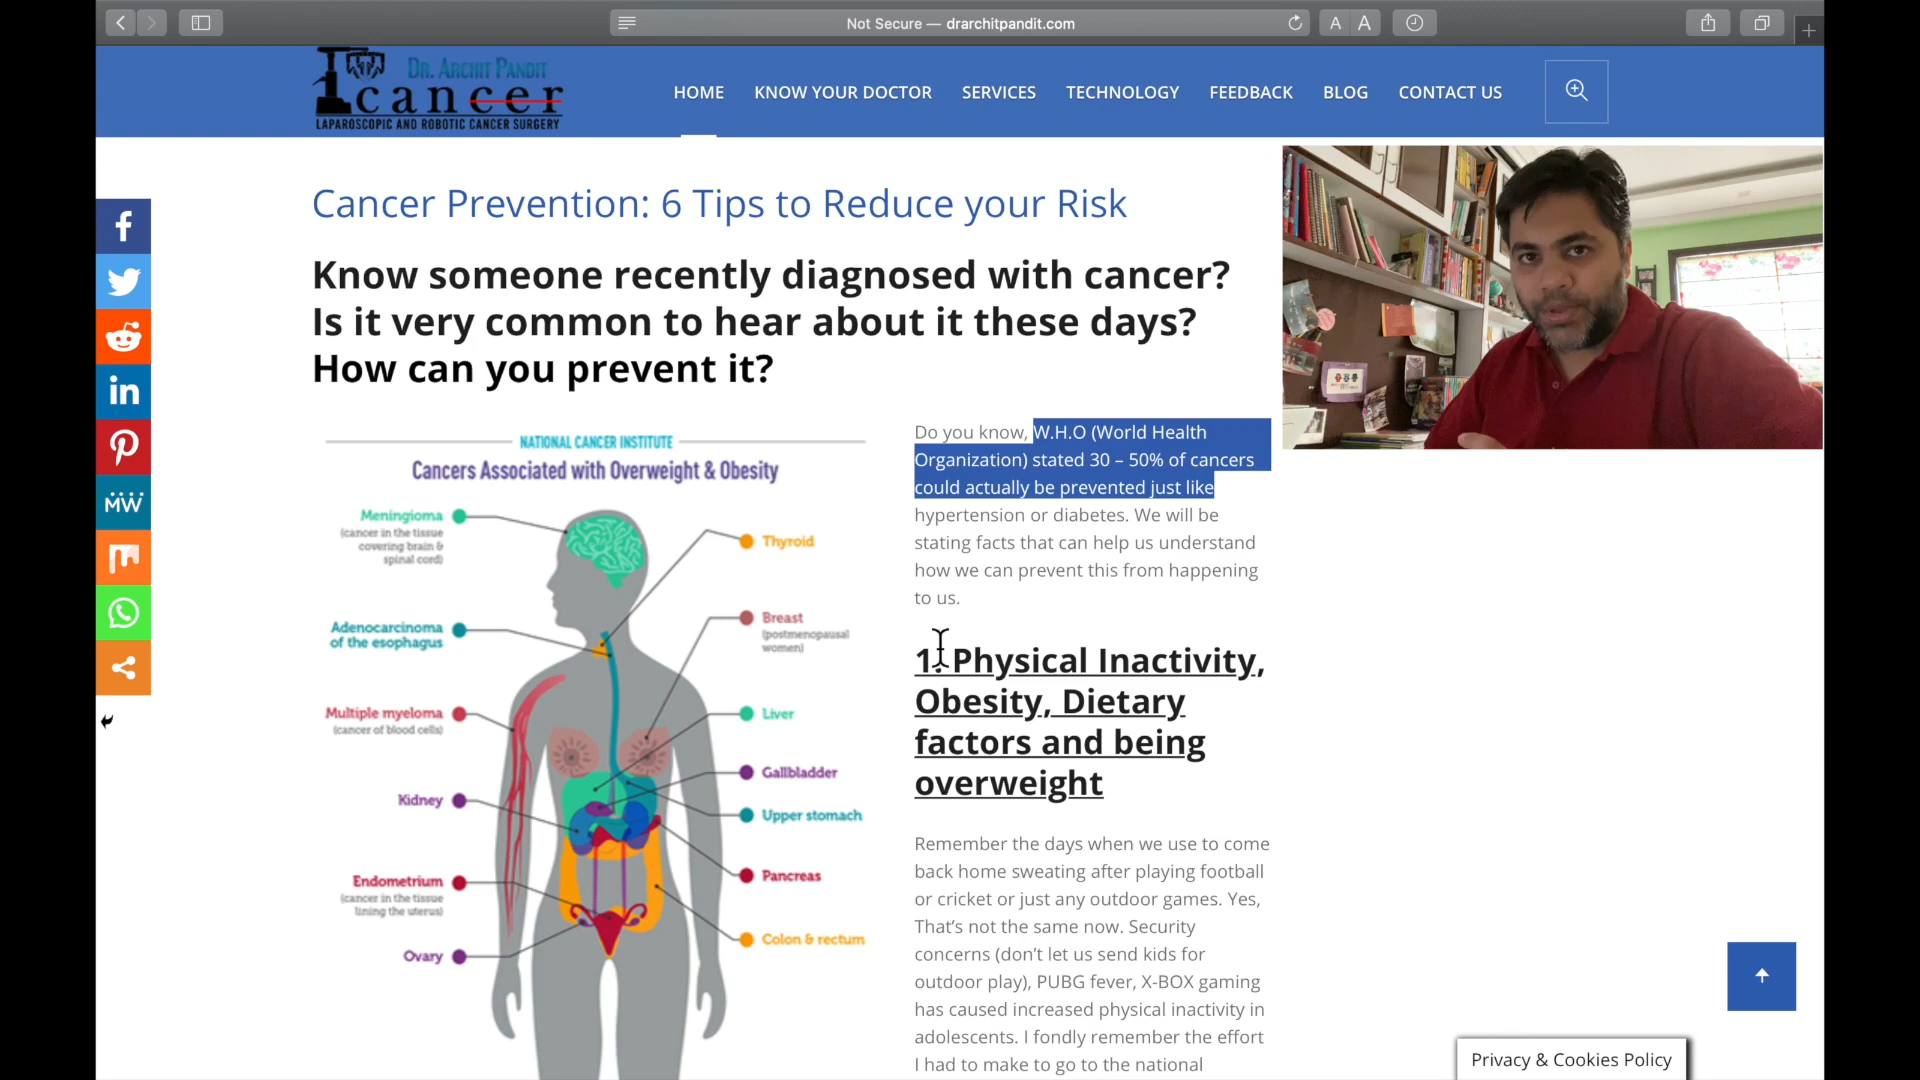 Not Secure — drarchitpandit.com
A A
DR. ARCHIT PANDIT
cancer
LAPAROSCOPIC AND ROBOTIC CANCER SURGERY
HOME KNOW YOUR DOCTOR SERVICES TECHNOLOGY FEEDBACK BLOG CONTACT US
Cancer Prevention: 6 Tips to Reduce your Risk
Know someone recently diagnosed with cancer?
Is it very common to hear about it these days?
How can you prevent it?
NATIONAL CANCER INSTITUTE
Cancers Associated with Overweight & Obesity
Meningioma
(cancer in the tissue
covering brain &
spinal cord)
Adenocarcinoma
of the esophagus
Multiple myeloma
(cancer of blood cells)
Kidney
Endometrium
(cancer in the tissue
lining the uterus)
Ovary
Thyroid
Breast
(postmenopausal
women)
Liver
Gallbladder
Upper stomach
Pancreas
Colon & rectum
Do you know, W.H.O (World Health
Organization) stated 30 – 50% of cancers
could actually be prevented just like
hypertension or diabetes. We will be
stating facts that can help us understand
how we can prevent this from happening
to us.
1. Physical Inactivity,
Obesity, Dietary
factors and being
overweight
Remember the days when we use to come
back home sweating after playing football
or cricket or just any outdoor games. Yes,
That’s not the same now. Security
concerns (don’t let us send kids for
outdoor play), PUBG fever, X-BOX gaming
has caused increased physical inactivity in
adolescents. I fondly remember the effort
I had to make to go to the national
in
MW
Privacy & Cookies Policy